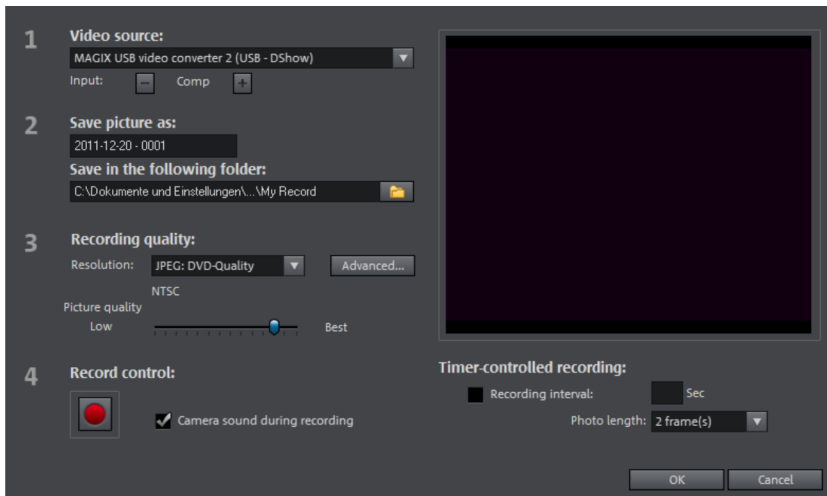 1 Video source:
MAGIX USB video converter 2 (USB - DShow)
Input: Comp
2 Save picture as:
2011-12-20 - 0001
Save in the following folder:
C:\Dokumente und Einstellungen\...\My Record
3 Recording quality:
Resolution: JPEG: DVD-Quality Advanced...
NTSC
Picture quality
Low Best
4 Record control:
Camera sound during recording
Timer-controlled recording:
Recording interval: Sec
Photo length: 2 frame(s)
OK Cancel